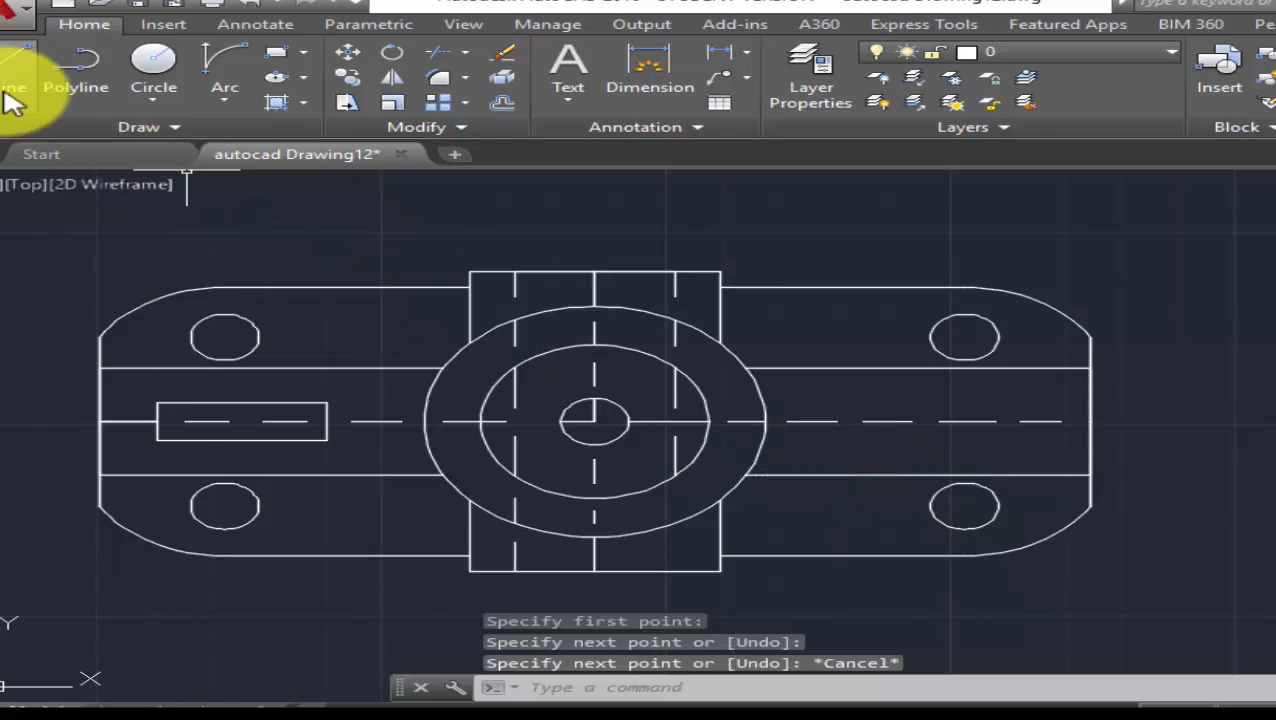 Home Insert Annotate Parametric View Manage Output Add-ins A360 Express Tools Featured Apps BIM 360
Polyline Circle Arc Text Dimension Layer Properties 0 Insert
Draw Modify Annotation Layers Block
Start autocad Drawing12*
][Top][2D Wireframe]
Y
X
Specify first point:
Specify next point or [Undo]:
Specify next point or [Undo]: *Cancel*
Type a command